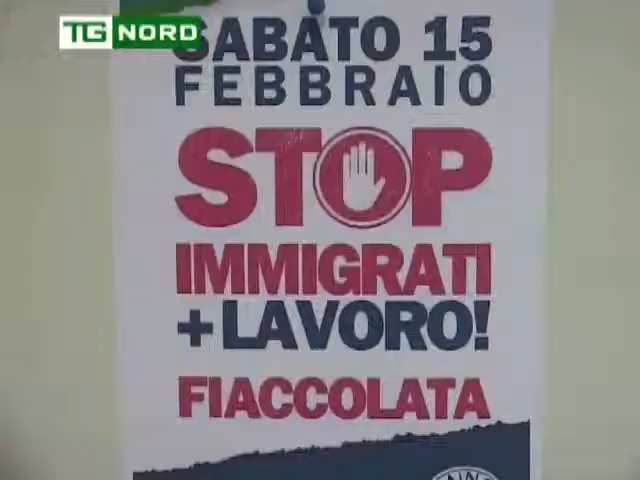 TG NORD
SABATO 15
FEBBRAIO
STOP
IMMIGRATI
+LAVORO!
FIACCOLATA